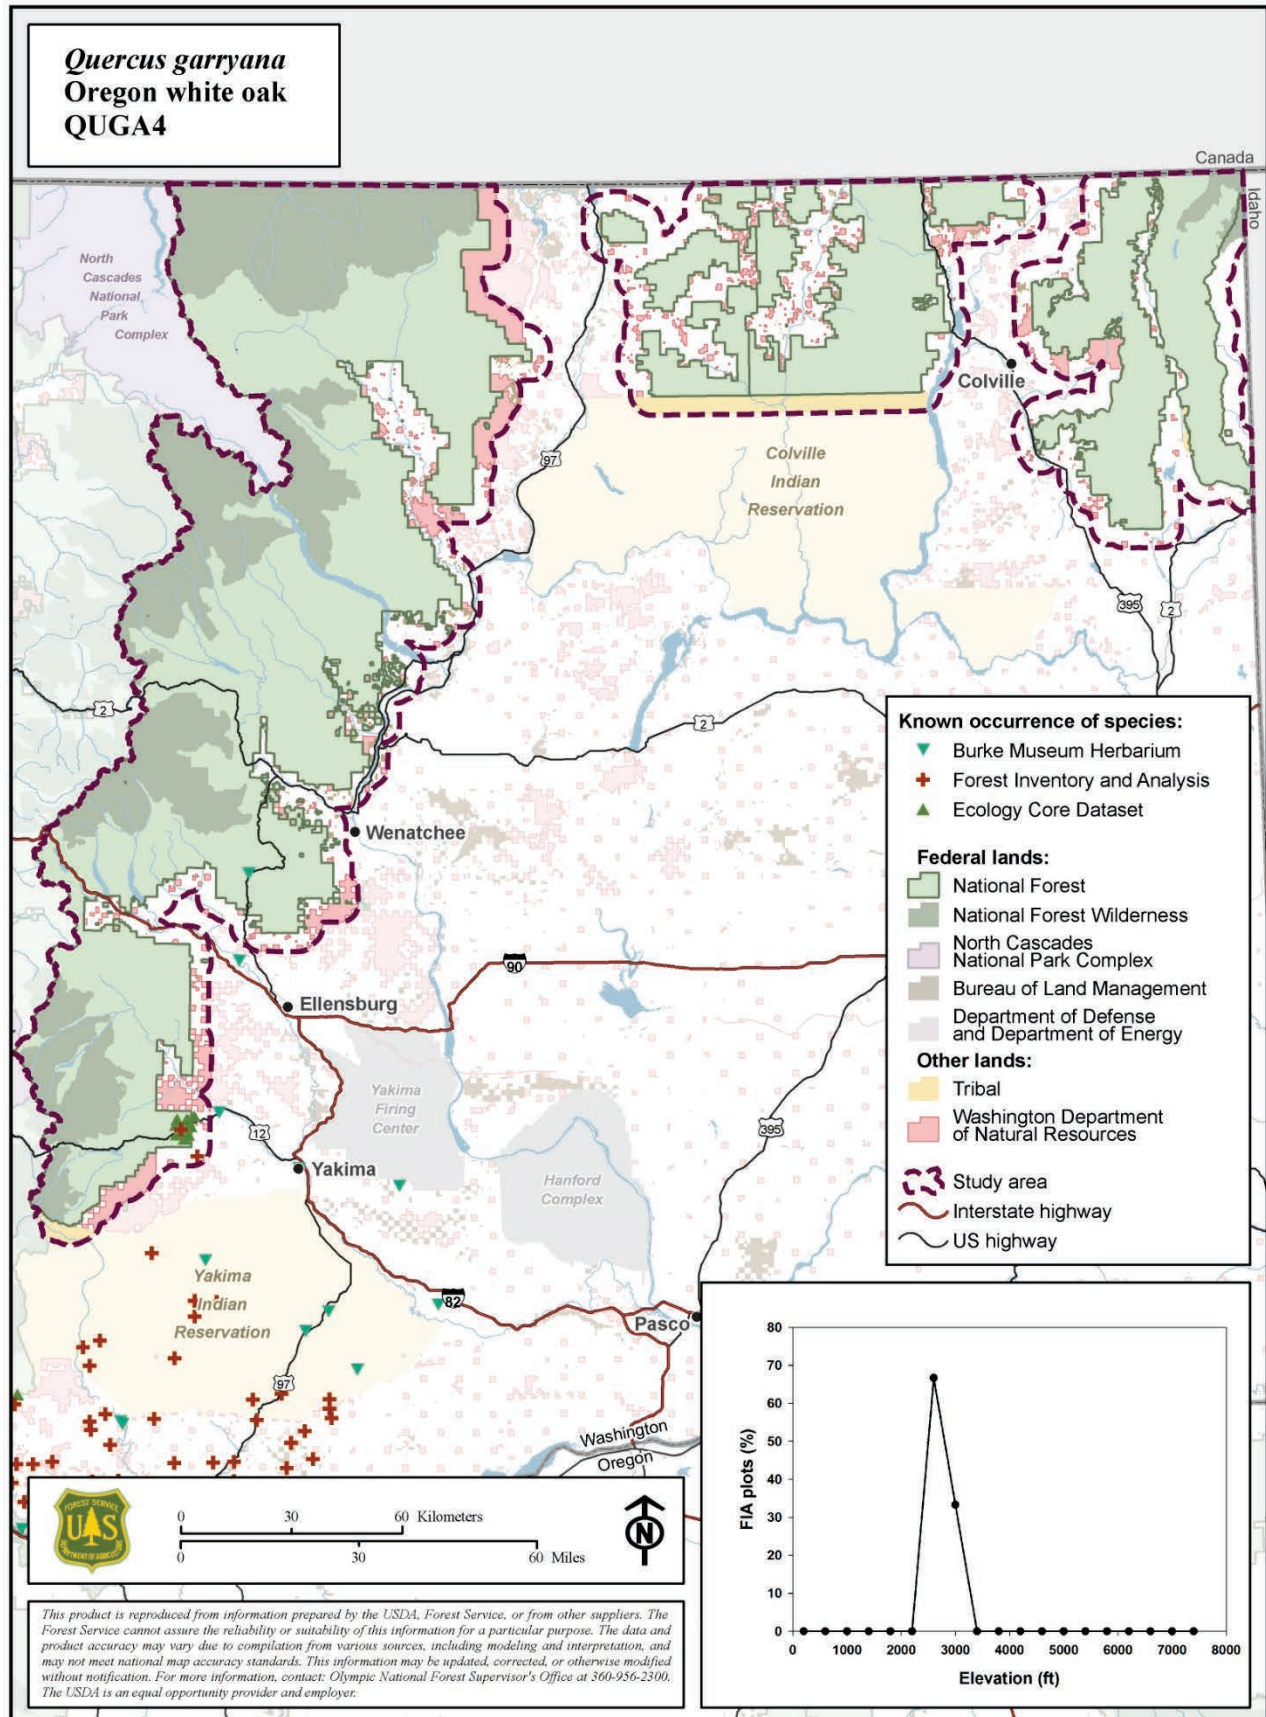 Quercus garryana
Oregon white oak
QUGA4
Canada
Idaho
North
Cascades
National
Park
Complex
Colville
97
Colville
Indian
Reservation
395
2
2
2
Wenatchee
90
Ellensburg
Yakima
Firing
Center
395
12
Yakima
Hanford
Complex
Yakima
Indian
Reservation
82
Pasco
97
Washington
Oregon
Known occurrence of species:
Burke Museum Herbarium
Forest Inventory and Analysis
Ecology Core Dataset
Federal lands:
National Forest
National Forest Wilderness
North Cascades
National Park Complex
Bureau of Land Management
Department of Defense
and Department of Energy
Other lands:
Tribal
Washington Department
of Natural Resources
Study area
Interstate highway
US highway
80
70
60
50
40
30
20
10
0
FIA plots (%)
0 1000 2000 3000 4000 5000 6000 7000 8000
Elevation (ft)
FOREST SERVICE
U S
DEPARTMENT OF AGRICULTURE
0 30 60 Kilometers
0 30 60 Miles
N
This product is reproduced from information prepared by the USDA, Forest Service, or from other suppliers. The
Forest Service cannot assure the reliability or suitability of this information for a particular purpose. The data and
product accuracy may vary due to compilation from various sources, including modeling and interpretation, and
may not meet national map accuracy standards. This information may be updated, corrected, or otherwise modified
without notification. For more information, contact: Olympic National Forest Supervisor's Office at 360-956-2300.
The USDA is an equal opportunity provider and employer.